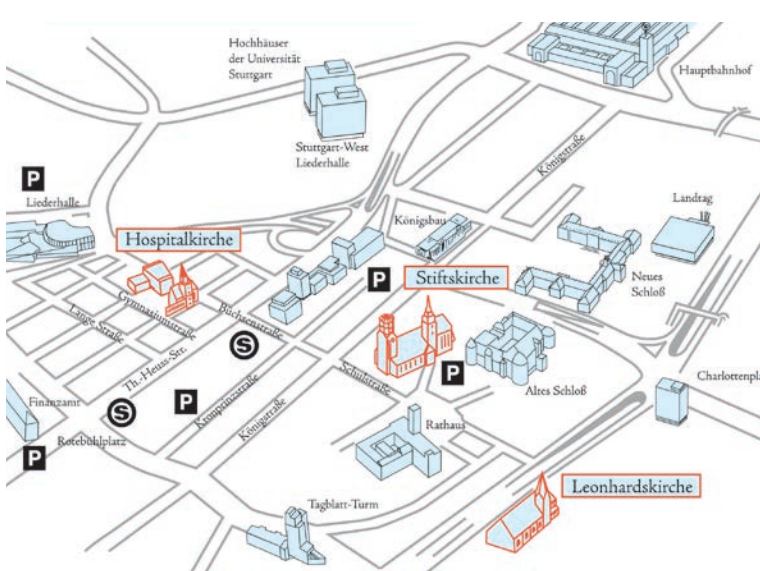 Hochhäuser
der Universität
Stuttgart
Hauptbahnhof
Stuttgart-West
Liederhalle
Königstraße
P
Liederhalle
Landtag
Königsbau
Hospitalkirche
Stiftskirche
P
Neues
Schloß
Gymnasiumstraße
Büchsenstraße
Lange Straße
S
Th.-Heuss-Str.
Schulstraße
P
Charlottenpla
Altes Schloß
Finanzamt
S
P
Kronprinzstraße
Königstraße
Rathaus
Rotebühlplatz
P
Leonhardskirche
Tagblatt-Turm